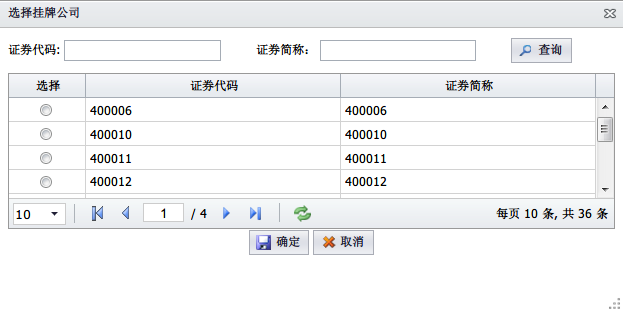 选择挂牌公司
证券代码: 证券简称: 查询
选择 证券代码 证券简称
400006 400006
400010 400010
400011 400011
400012 400012
10 1 / 4 每页 10 条, 共 36 条
确定 取消